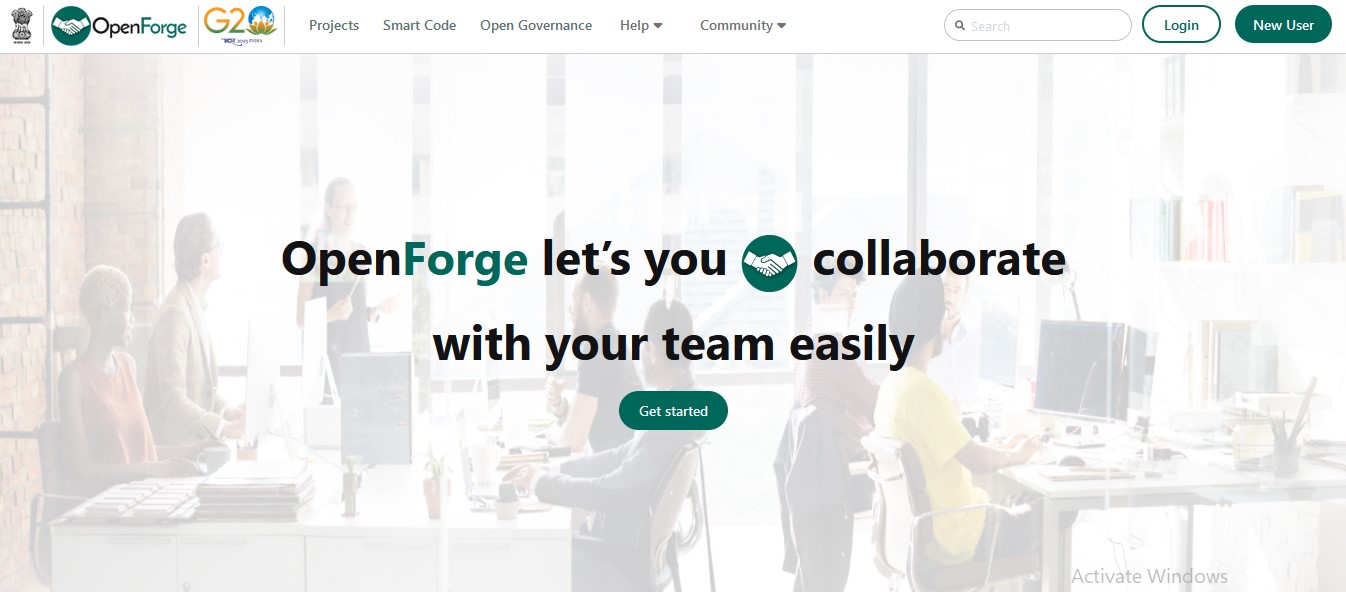 OpenForge
G20
Projects
Smart Code
Open Governance
Help
Community
Search
Login
New User
OpenForge let’s you collaborate
with your team easily
Get started
Activate Windows